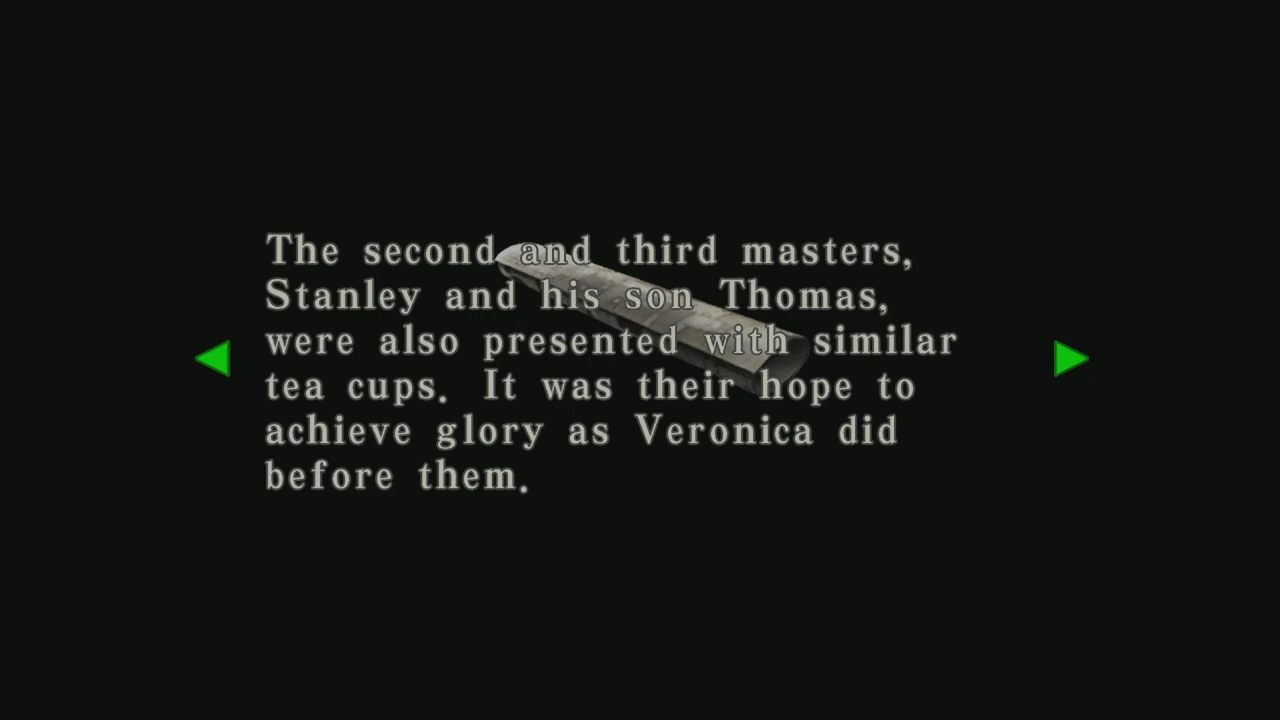 The second and third masters,
Stanley and his son Thomas,
were also presented with similar
tea cups. It was their hope to
achieve glory as Veronica did
before them.